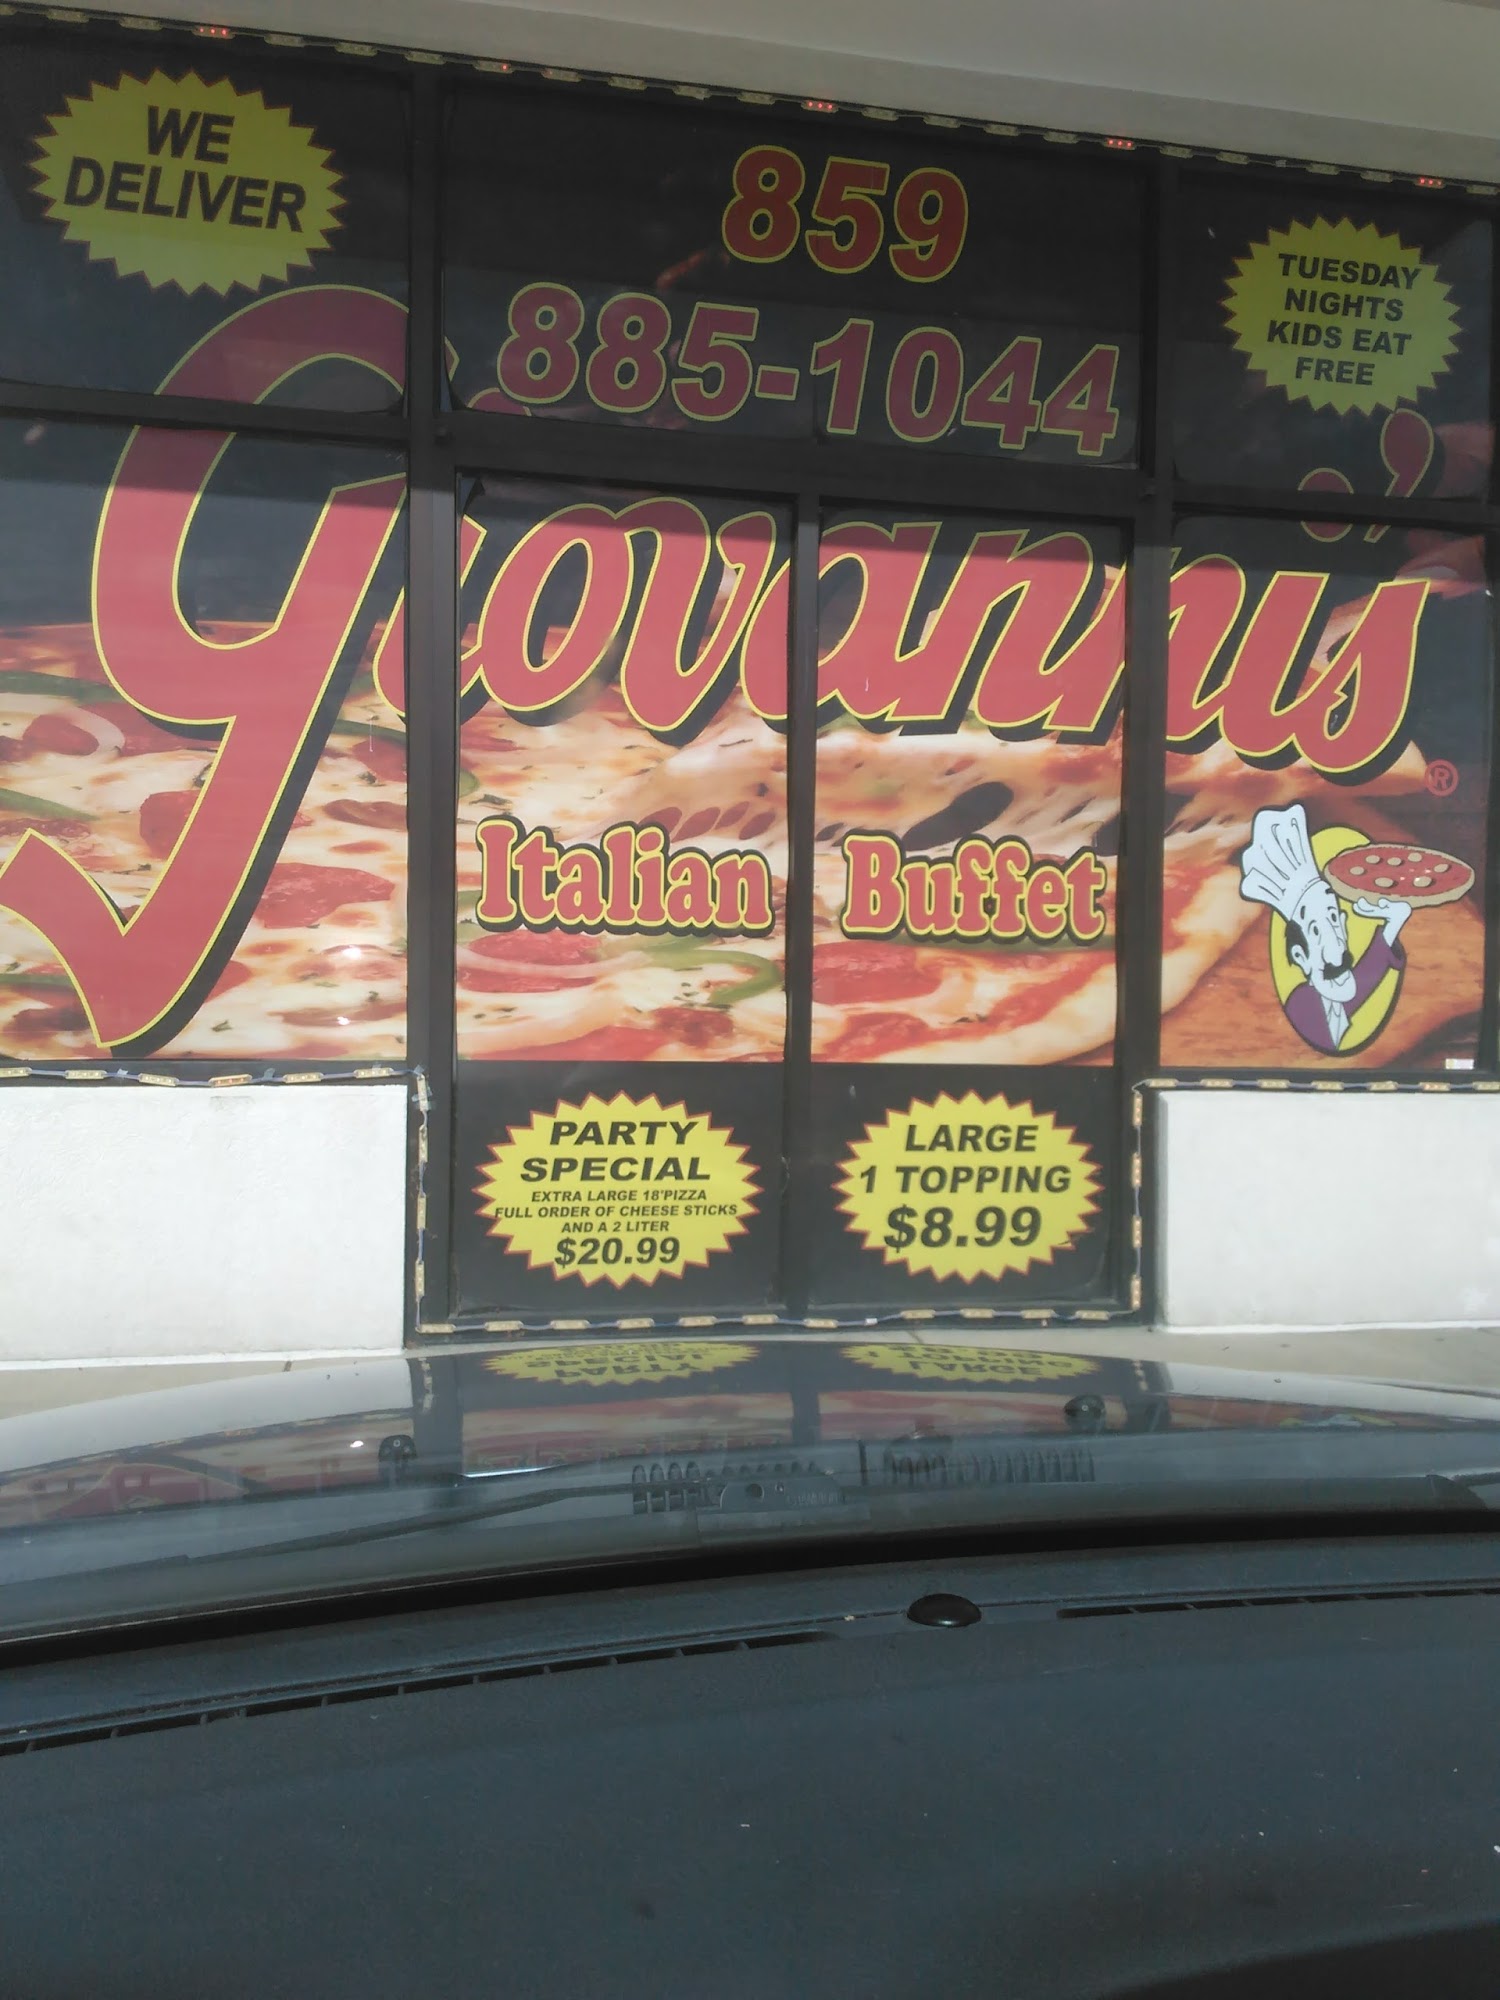 WE
DELIVER
859
885-1044
TUESDAY
NIGHTS
KIDS EAT
FREE
Giovanni's
®
Italian Buffet
PARTY
SPECIAL
EXTRA LARGE 18'PIZZA
FULL ORDER OF CHEESE STICKS
AND A 2 LITER
$20.99
LARGE
1 TOPPING
$8.99